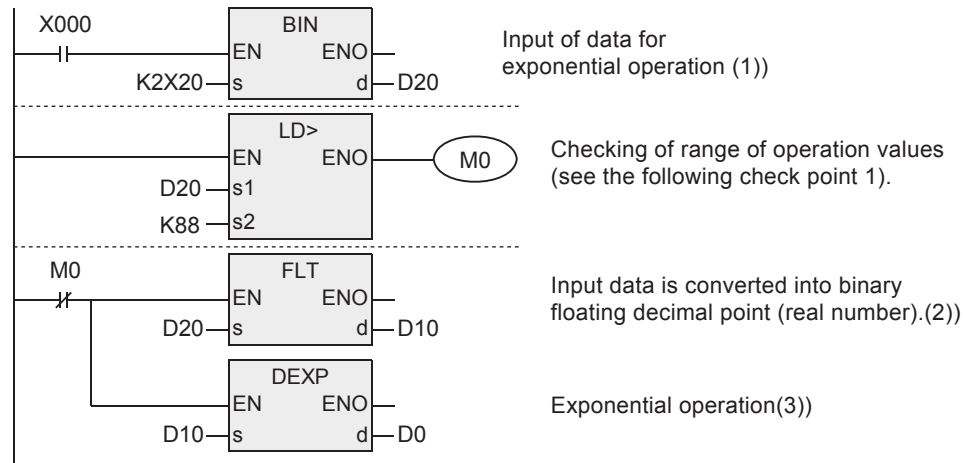 X000
BIN
EN ENO
K2X20 s d D20
Input of data for
exponential operation (1))
LD>
EN ENO M0
D20 s1
K88 s2
Checking of range of operation values
(see the following check point 1).
M0
FLT
EN ENO
D20 s d D10
Input data is converted into binary
floating decimal point (real number).(2))
DEXP
EN ENO
D10 s d D0
Exponential operation(3))